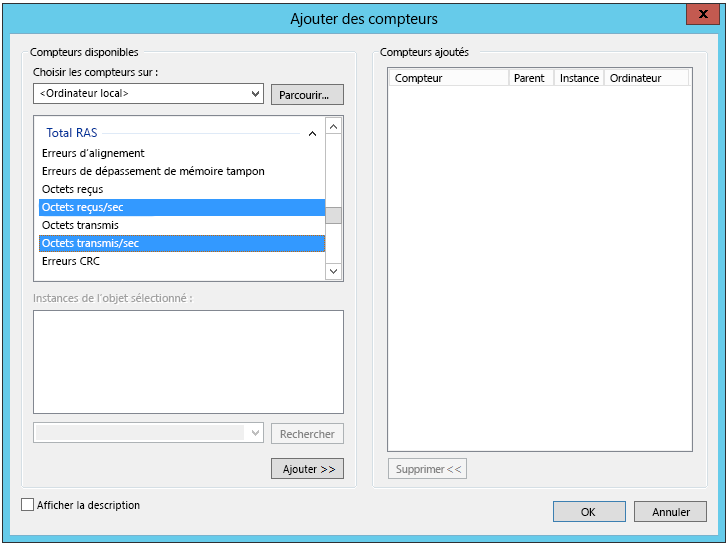 Ajouter des compteurs
x
Compteurs disponibles
Choisir les compteurs sur :
<Ordinateur local>
Parcourir...
Total RAS
Erreurs d'alignement
Erreurs de dépassement de mémoire tampon
Octets reçus
Octets reçus/sec
Octets transmis
Octets transmis/sec
Erreurs CRC
Instances de l'objet sélectionné :
Rechercher
Ajouter >>
Afficher la description
Compteurs ajoutés
Compteur Parent Instance Ordinateur
Supprimer <<
OK Annuler